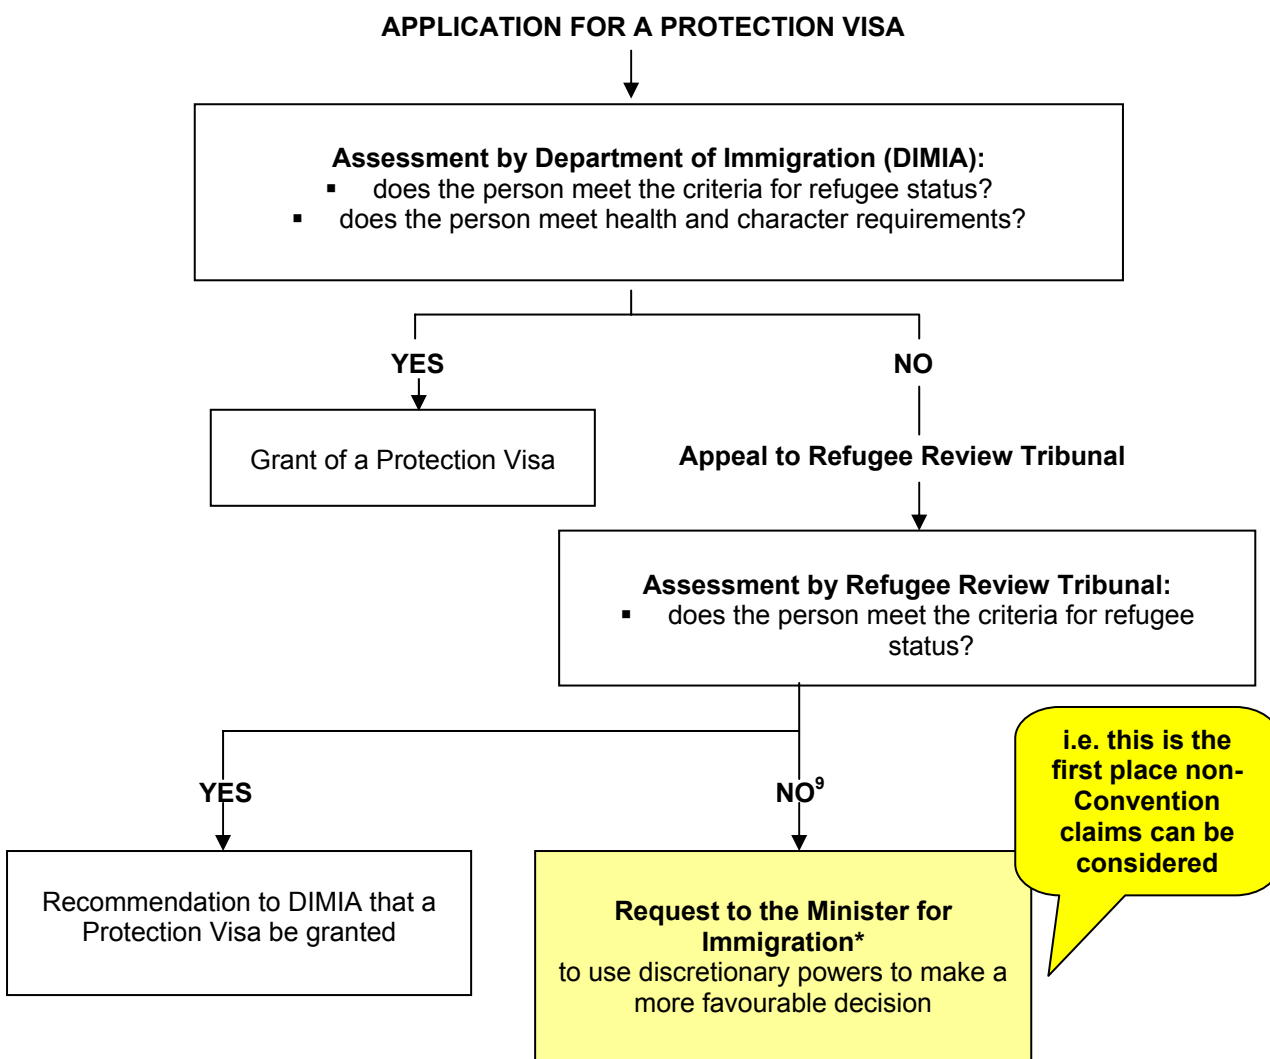 APPLICATION FOR A PROTECTION VISA
Assessment by Department of Immigration (DIMIA):
▪ does the person meet the criteria for refugee status?
▪ does the person meet health and character requirements?
YES
NO
Grant of a Protection Visa
Appeal to Refugee Review Tribunal
Assessment by Refugee Review Tribunal:
▪ does the person meet the criteria for refugee
status?
i.e. this is the
first place non-
Convention
claims can be
considered
YES
NO⁹
Recommendation to DIMIA that a
Protection Visa be granted
Request to the Minister for
Immigration*
to use discretionary powers to make a
more favourable decision